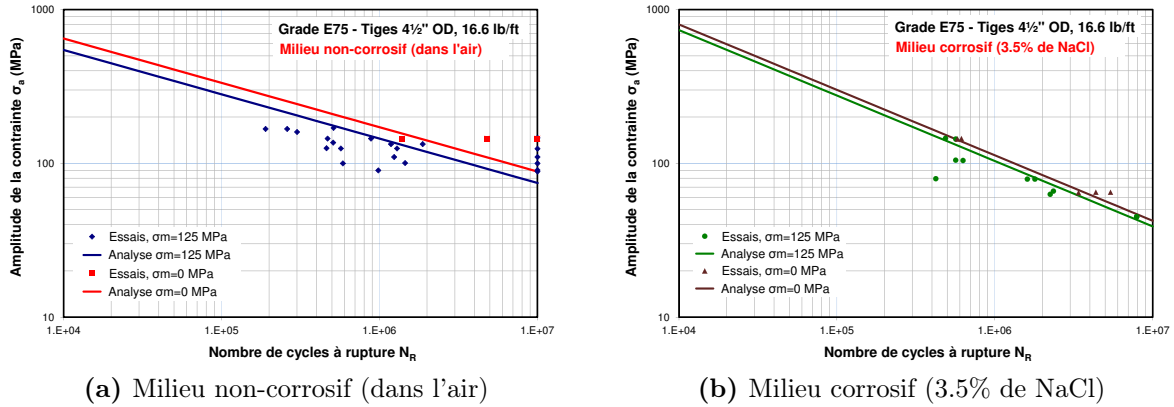 1000
100
10
Amplitude de la contrainte σa (MPa)
Grade E75 - Tiges 4½" OD, 16.6 lb/ft
Milieu non-corrosif (dans l'air)
Essais, σm=125 MPa
Analyse σm=125 MPa
Essais, σm=0 MPa
Analyse σm=0 MPa
1.E+04 1.E+05 1.E+06 1.E+07
Nombre de cycles à rupture NR
(a) Milieu non-corrosif (dans l'air)
1000
100
10
Amplitude de la contrainte σa (MPa)
Grade E75 - Tiges 4½" OD, 16.6 lb/ft
Milieu corrosif (3.5% de NaCl)
Essais, σm=125 MPa
Analyse σm=125 MPa
Essais, σm=0 MPa
Analyse σm=0 MPa
1.E+04 1.E+05 1.E+06 1.E+07
Nombre de cycles à rupture NR
(b) Milieu corrosif (3.5% de NaCl)